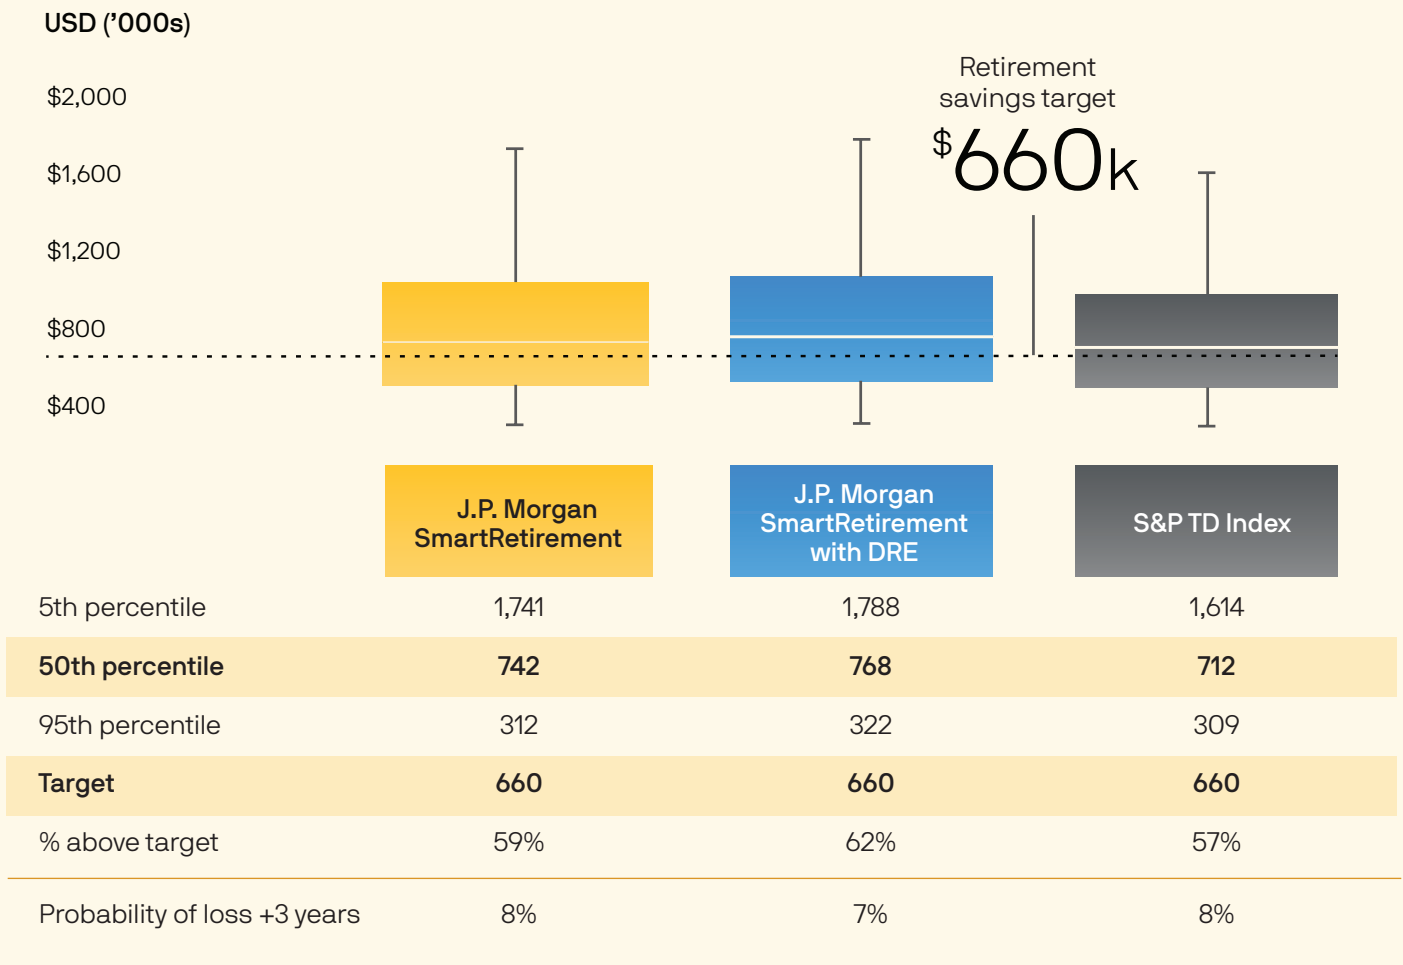 USD (’000s)
$2,000
$1,600
$1,200
$800
$400
Retirement
savings target
$660k
J.P. Morgan
SmartRetirement
J.P. Morgan
SmartRetirement
with DRE
S&P TD Index
5th percentile 1,741 1,788 1,614
50th percentile 742 768 712
95th percentile 312 322 309
Target 660 660 660
% above target 59% 62% 57%
Probability of loss +3 years 8% 7% 8%